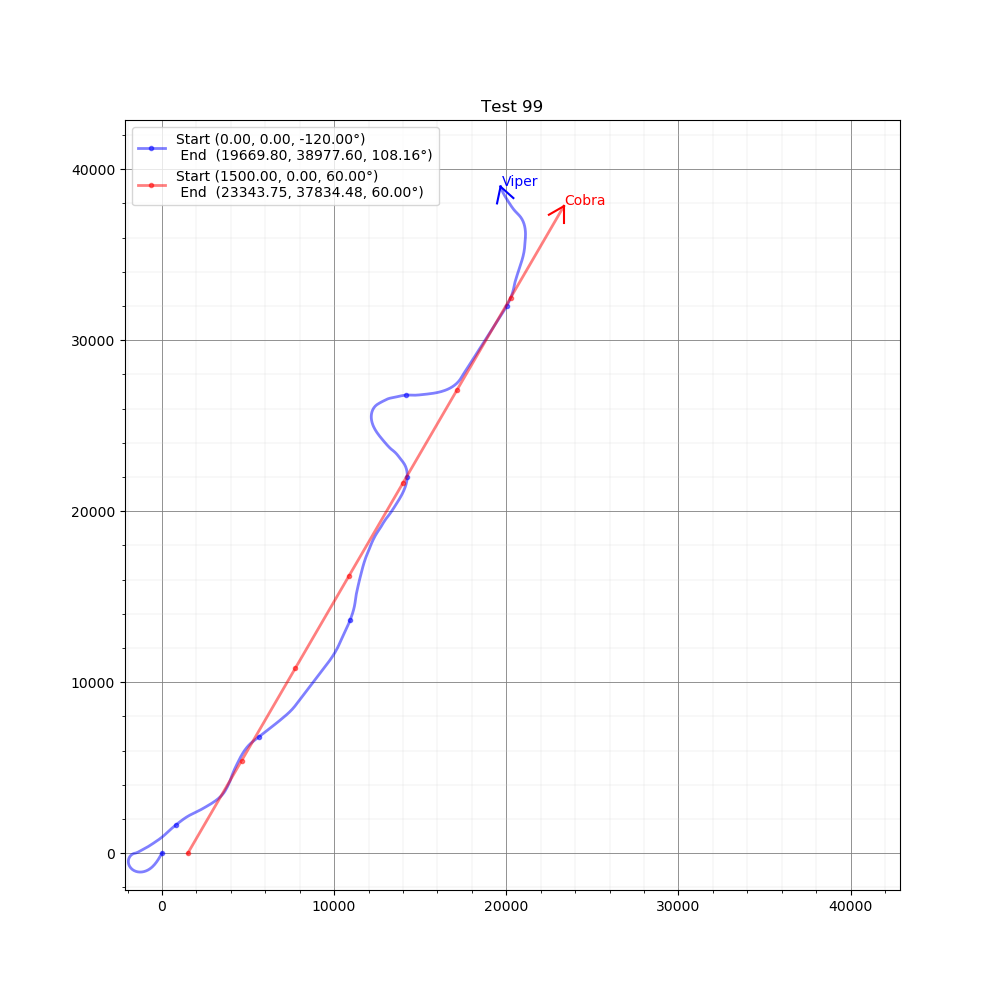 Test 99
Start (0.00, 0.00, -120.00°)
End (19669.80, 38977.60, 108.16°)
Start (1500.00, 0.00, 60.00°)
End (23343.75, 37834.48, 60.00°)
Viper
Cobra
40000
30000
20000
10000
0
0 10000 20000 30000 40000